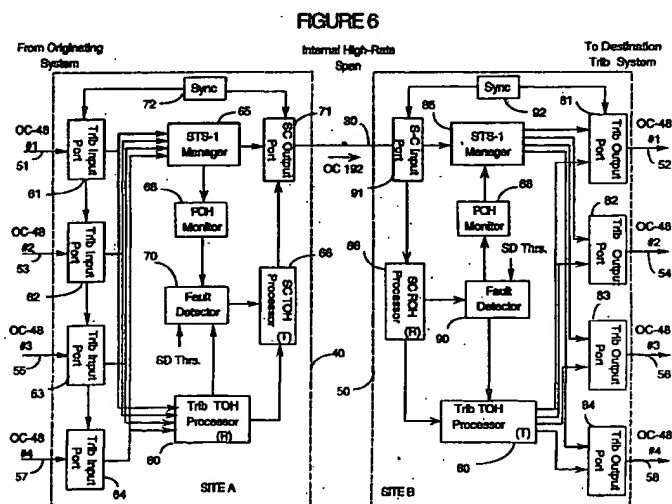 FIGURE 6
From Originating System
Internal High-Rate Span
To Destination Trib System
Sync
72
65
71
OC-48 #1
51
Trib Input Port
61
STS-1 Manager
SC Output Port
80
OC 192
68
POH Monitor
OC-48 #2
53
Trib Input Port
62
70
Fault Detector
SD Thrs.
66
SC TOH Processor (T)
OC-48 #3
55
Trib Input Port
63
40
OC-48 #4
57
Trib Input Port
64
Trib TOH Processor (R)
60
SITE A
Sync
92
85
81
S-C Input Port
91
STS-1 Manager
Trib Output Port
OC-48 #1
52
POH Monitor
68
82
Trib Output Port
OC-48 #2
54
SC ROH Processor (R)
SD Thrs.
Fault Detector
90
83
Trib Output Port
OC-48 #3
56
50
84
Trib TOH Processor (T)
60
Trib Output Port
OC-48 #4
58
SITE B